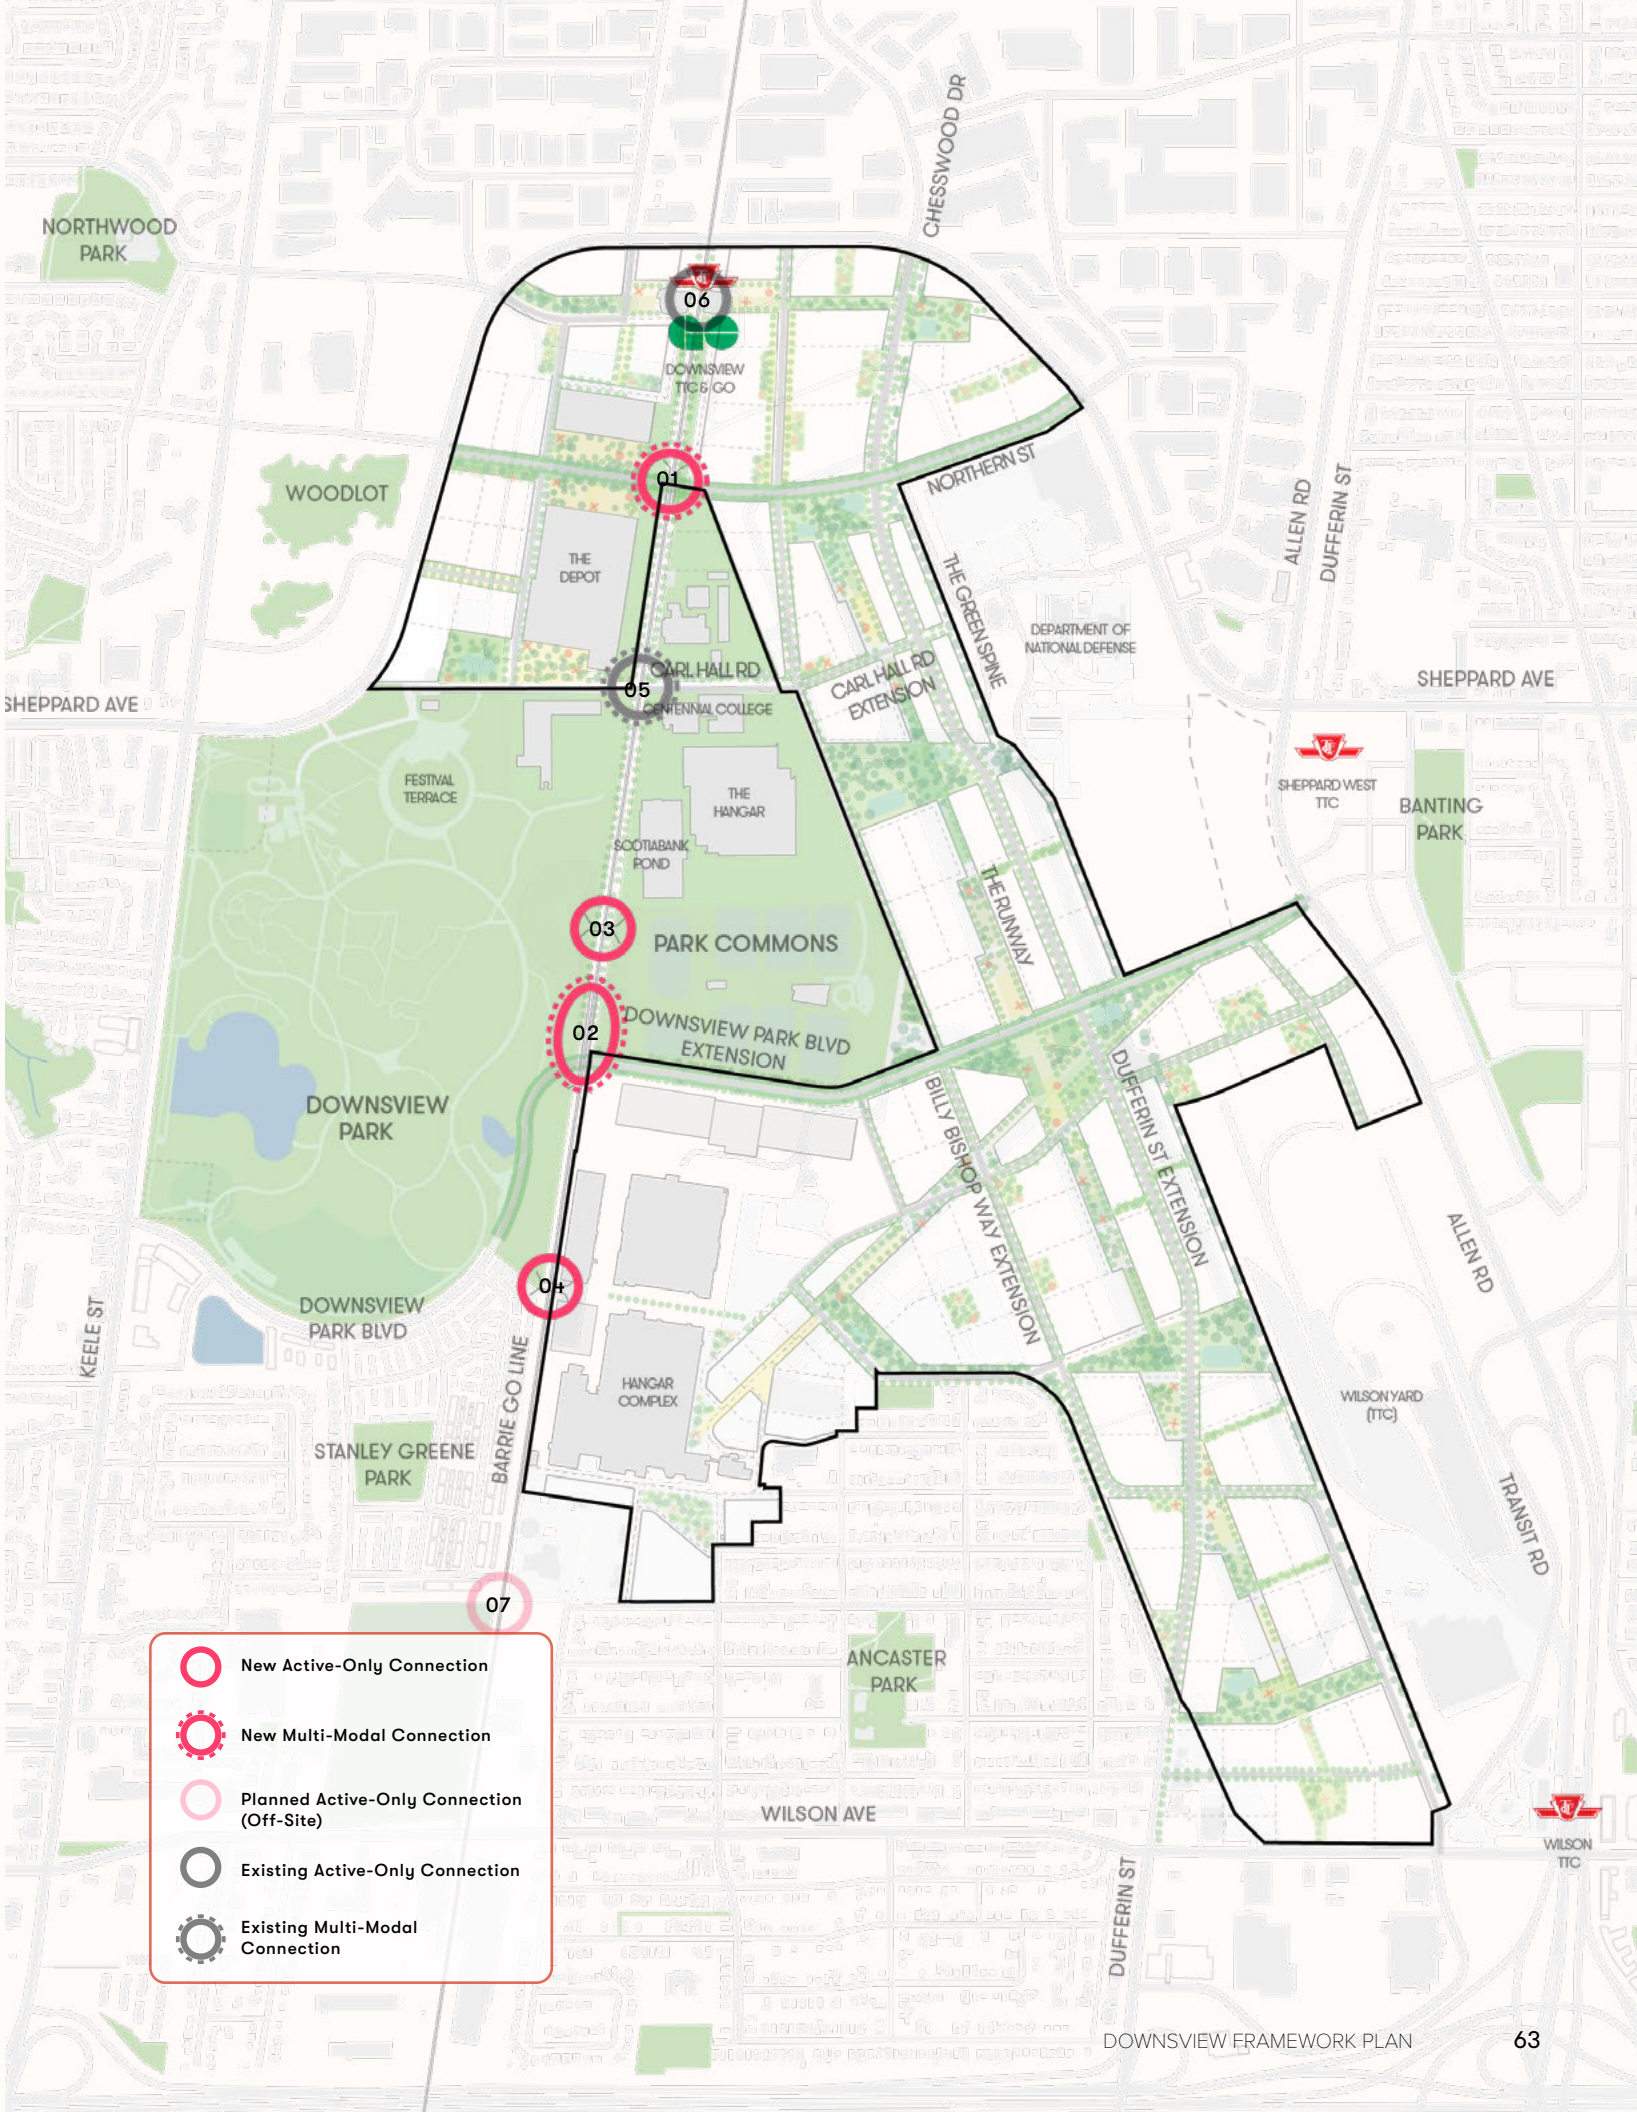 CHESSWOOD DR
NORTHWOOD
PARK
06
DOWNSVIEW
TTC & GO
01
NORTHERN ST
WOODLOT
ALLEN RD
DUFFERIN ST
THE
DEPOT
THE GREEN SPINE
DEPARTMENT OF
NATIONAL DEFENSE
CARL HALL RD
CARL HALL RD
EXTENSION
05
SHEPPARD AVE
SHEPPARD AVE
CENTENNIAL COLLEGE
FESTIVAL
TERRACE
THE
HANGAR
SHEPPARD WEST
TTC
BANTING
PARK
SCOTIABANK
POND
THE RUNWAY
03
PARK COMMONS
02
DOWNSVIEW PARK BLVD
EXTENSION
DOWNSVIEW
PARK
BILLY BISHOP WAY EXTENSION
DUFFERIN ST EXTENSION
ALLEN RD
04
DOWNSVIEW
PARK BLVD
KEELE ST
BARRIE GO LINE
HANGAR
COMPLEX
WILSON YARD
(TTC)
STANLEY GREENE
PARK
TRANSIT RD
07
ANCASTER
PARK
New Active-Only Connection
New Multi-Modal Connection
Planned Active-Only Connection
(Off-Site)
Existing Active-Only Connection
Existing Multi-Modal
Connection
WILSON AVE
WILSON
TTC
DUFFERIN ST
DOWNSVIEW FRAMEWORK PLAN 63